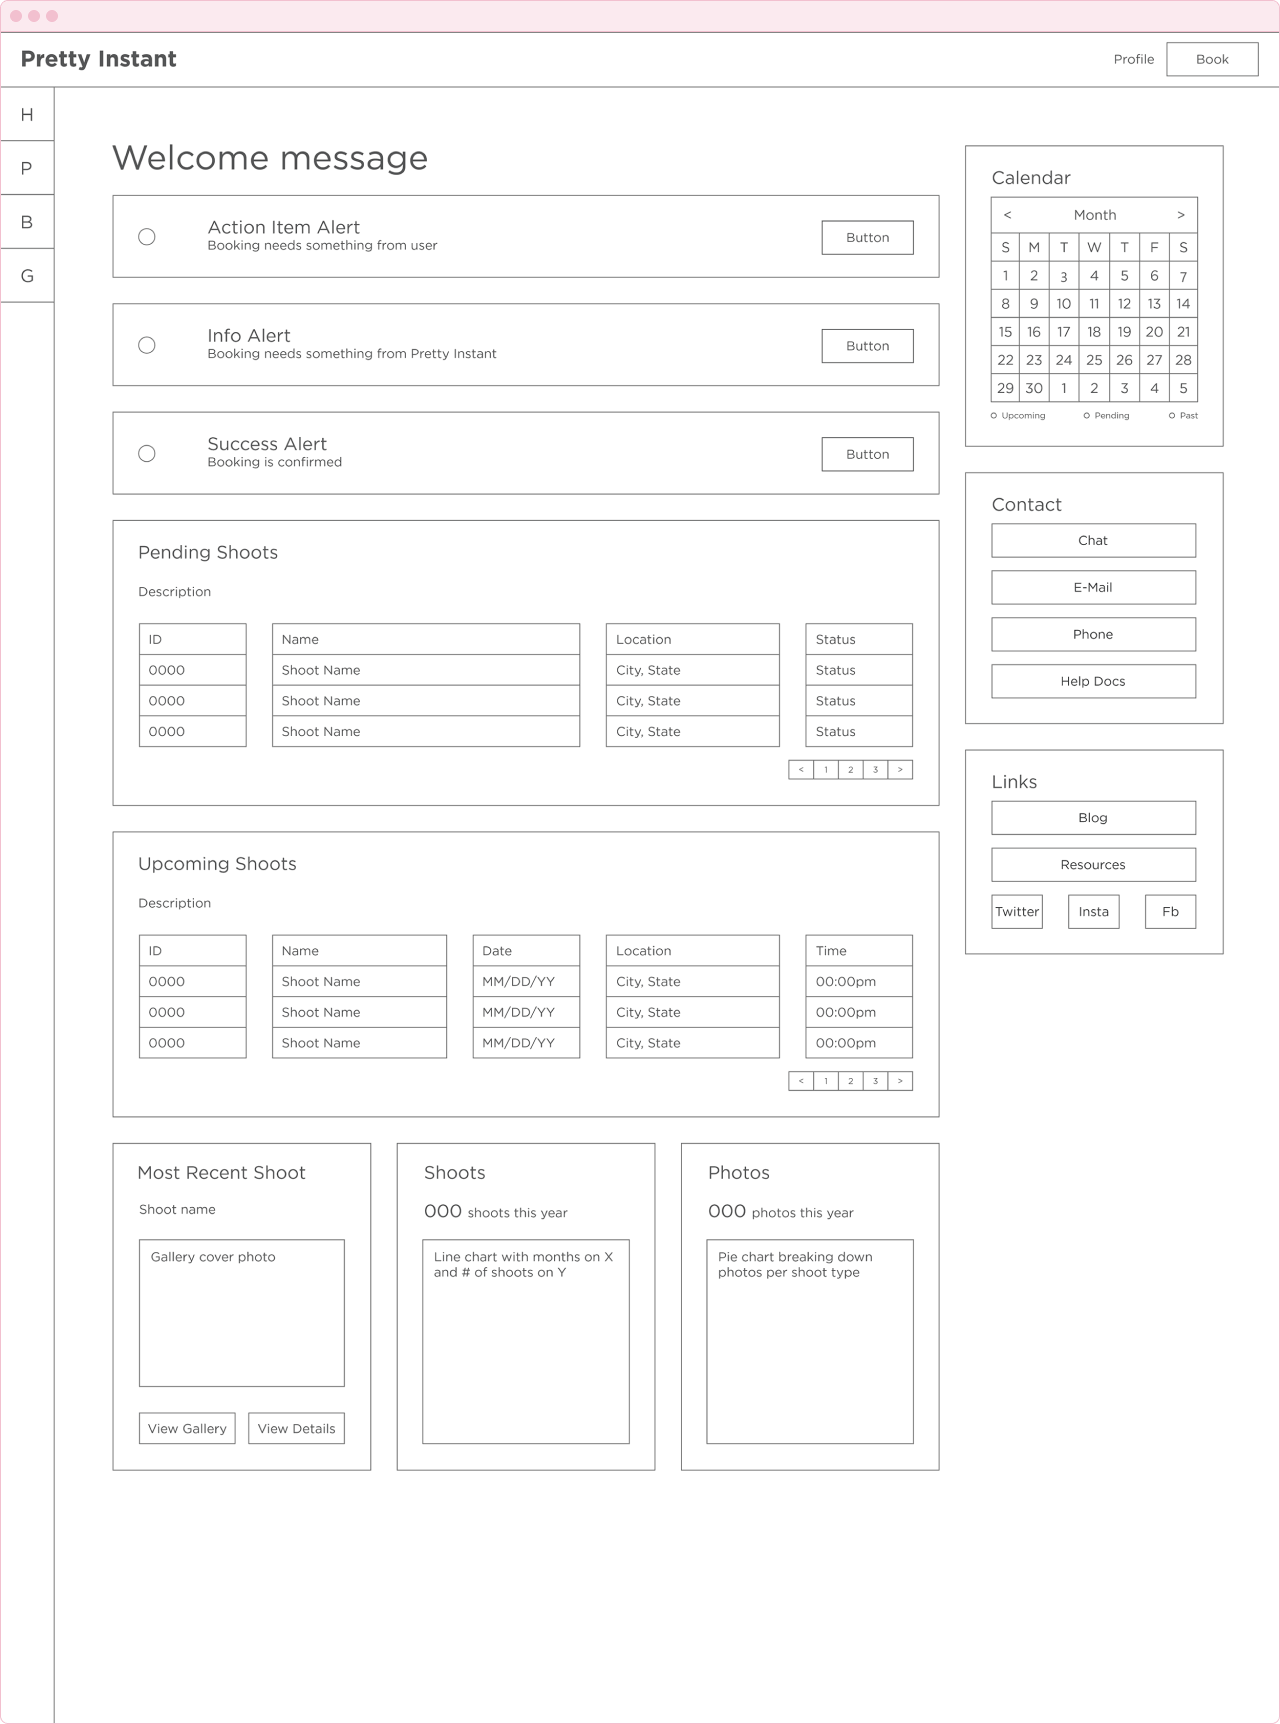 Pretty Instant
Profile
Book
H
P
B
G
Welcome message
Action Item Alert
Booking needs something from user
Button
Info Alert
Booking needs something from Pretty Instant
Button
Success Alert
Booking is confirmed
Button
Pending Shoots
Description
ID Name Location Status
0000 Shoot Name City, State Status
0000 Shoot Name City, State Status
0000 Shoot Name City, State Status
< 1 2 3 >
Upcoming Shoots
Description
ID Name Date Location Time
0000 Shoot Name MM/DD/YY City, State 00:00pm
0000 Shoot Name MM/DD/YY City, State 00:00pm
0000 Shoot Name MM/DD/YY City, State 00:00pm
< 1 2 3 >
Most Recent Shoot
Shoot name
Gallery cover photo
View Gallery
View Details
Shoots
000 shoots this year
Line chart with months on X
and # of shoots on Y
Photos
000 photos this year
Pie chart breaking down
photos per shoot type
Calendar
< Month >
S M T W T F S
1 2 3 4 5 6 7
8 9 10 11 12 13 14
15 16 17 18 19 20 21
22 23 24 25 26 27 28
29 30 1 2 3 4 5
Upcoming Pending Past
Contact
Chat
E-Mail
Phone
Help Docs
Links
Blog
Resources
Twitter Insta Fb